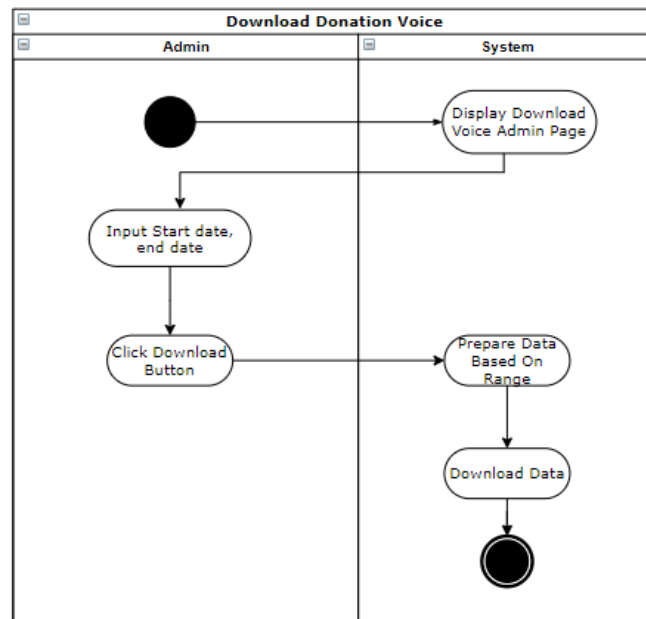 Download Donation Voice
Admin
System
Display Download
Voice Admin Page
Input Start date,
end date
Click Download
Button
Prepare Data
Based On
Range
Download Data